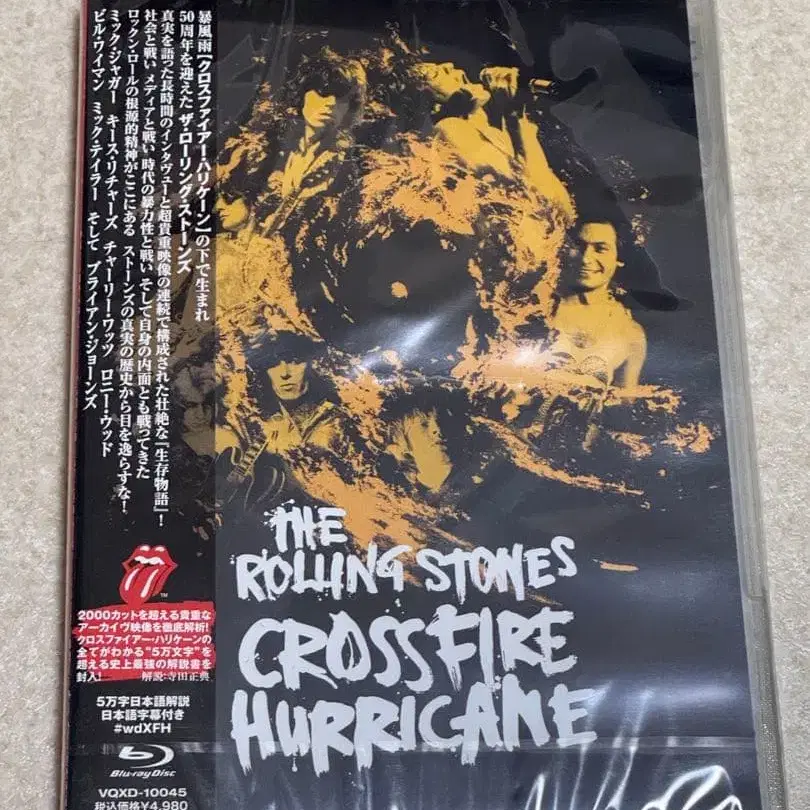 暴風雨【クロスファイアー・ハリケーン】の下で生まれ
50周年を迎えた ザ・ローリング・ストーンズ
真実を語った長時間のインタヴューと超貴重映像の連続で構成された壮絶な『生存物語』！
社会と戦い メディアと戦い 時代の暴力性と戦い そして自身の内面とも戦ってきた
ロックン・ロールの根源的精神がここにある ストーンズの真実の歴史から目を逸らすな！
ミック・ジャガー キース・リチャーズ チャーリー・ワッツ ロニー・ウッド
ビル・ワイマン ミック・テイラー そして ブライアン・ジョーンズ
TM
2000カットを超える貴重な
アーカイヴ映像を徹底解析!
クロスファイアー・ハリケーンの
全てがわかる"5万文字"を
超える史上最強の解説書を
封入! 解説:寺田正典
5万字日本語解説
日本語字幕付き
#wdXFH
Blu-ray Disc
VQXD-10045
税込価格¥4,980
THE
ROLLING STONES
CROSSFIRE
HURRICANE